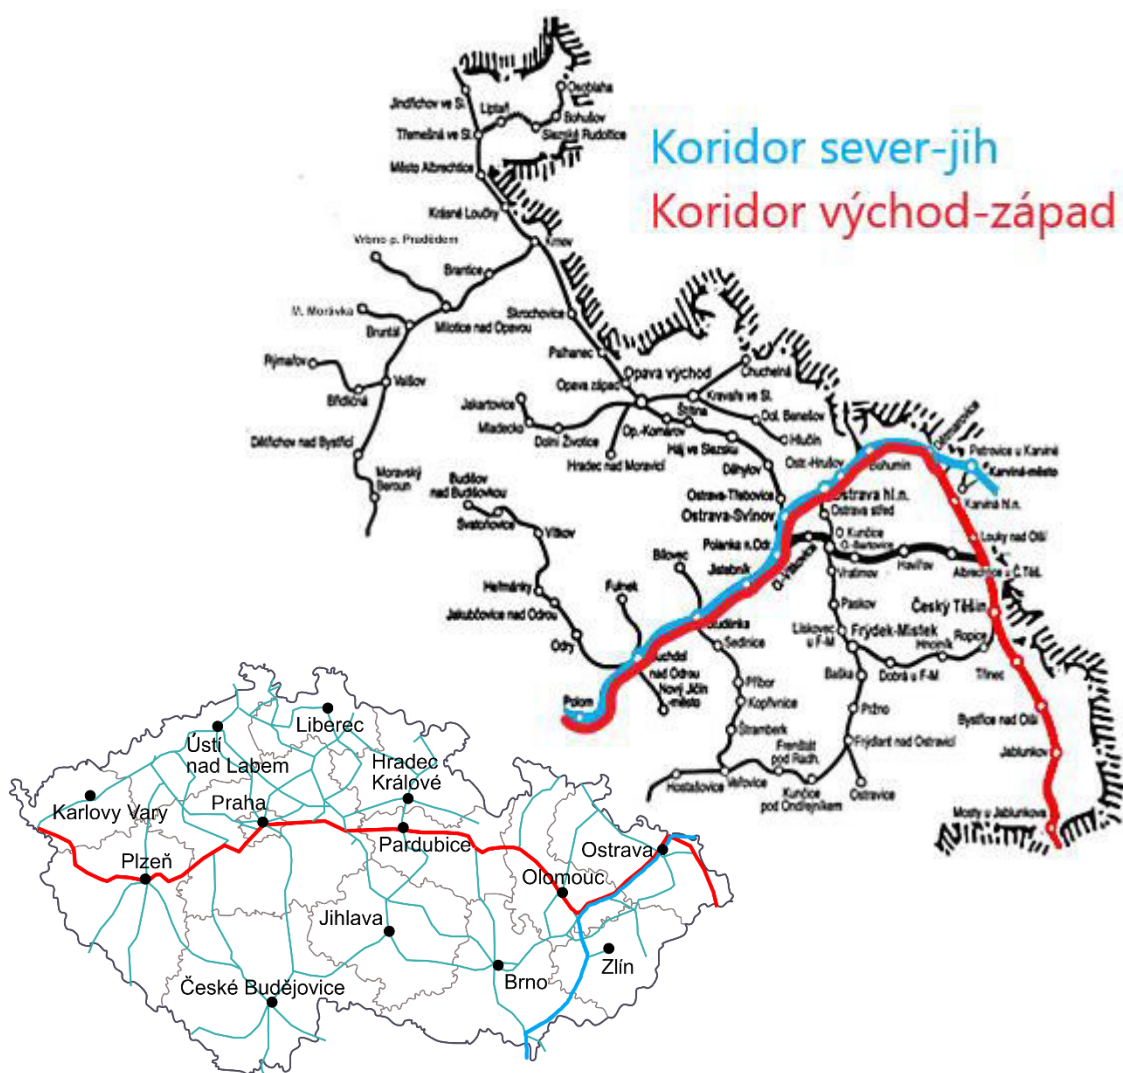 Osoblaha
Jindřichov ve Sl.
Liptaň
Bohušov
Třemešná ve Sl.
Slezské Rudoltice
Koridor sever-jih
Město Albrechtice
Koridor východ-západ
Krásné Loučky
Vrbno p. Pradědem
Krnov
Brantice
M. Morávka
Skrochovice
Bruntál
Milotice nad Opavou
Palhanec
Rýmařov
Valšov
Opava východ
Chuchelná
Opava západ
Břidličná
Kravaře ve Sl.
Jakartovice
Štítina
Dol. Benešov
Mladecko
Dolní Životice
Op.-Komárov
Hlučín
Dětřichov nad Bystřicí
Háj ve Slezsku
Hradec nad Moravicí
Petrovice u Karviné
Ostr.-Hrušov
Bohumín
Karviná-město
Moravský
Beroun
Budišov
nad Budišovkou
Děhylov
Ostrava-Třebovice
Ostrava hl.n.
Karviná hl.n.
Svatoňovice
Ostrava-Svinov
Ostrava střed
Vítkov
Polanka n.Odr.
O. Kunčice
Louky nad Olší
Bílovec
O.-Bartovice
Havířov
Jistebník
O.-Vítkovice
Albrechtice u Č.Těš.
Heřmánky
Fulnek
Vratimov
Jakubčovice nad Odrou
Paskov
Český Těšín
Studénka
Lískovec
u F-M
Frýdek-Místek
Odry
Sedlnice
Hnojník
Ropice
Suchdol
nad Odrou
Baška
Dobrá u F-M
Třinec
Příbor
Nový Jičín
-město
Polom
Kopřivnice
Pržno
Bystřice nad Olší
Štramberk
Frýdlant nad Ostravicí
Jablunkov
Frenštát
pod Radh.
Hostašovice
Veřovice
Kunčice
pod Ondřejníkem
Ostravice
Mosty u Jablunkova
Liberec
Ústí
nad Labem
Hradec
Králové
Karlovy Vary
Praha
Pardubice
Plzeň
Ostrava
Olomouc
Jihlava
Brno
Zlín
České Budějovice